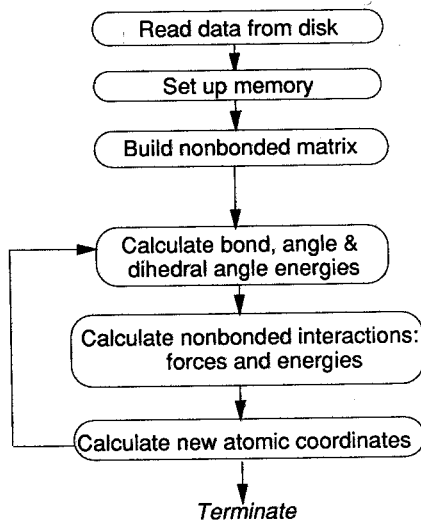 Read data from disk
Set up memory
Build nonbonded matrix
Calculate bond, angle &
dihedral angle energies
Calculate nonbonded interactions:
forces and energies
Calculate new atomic coordinates
Terminate